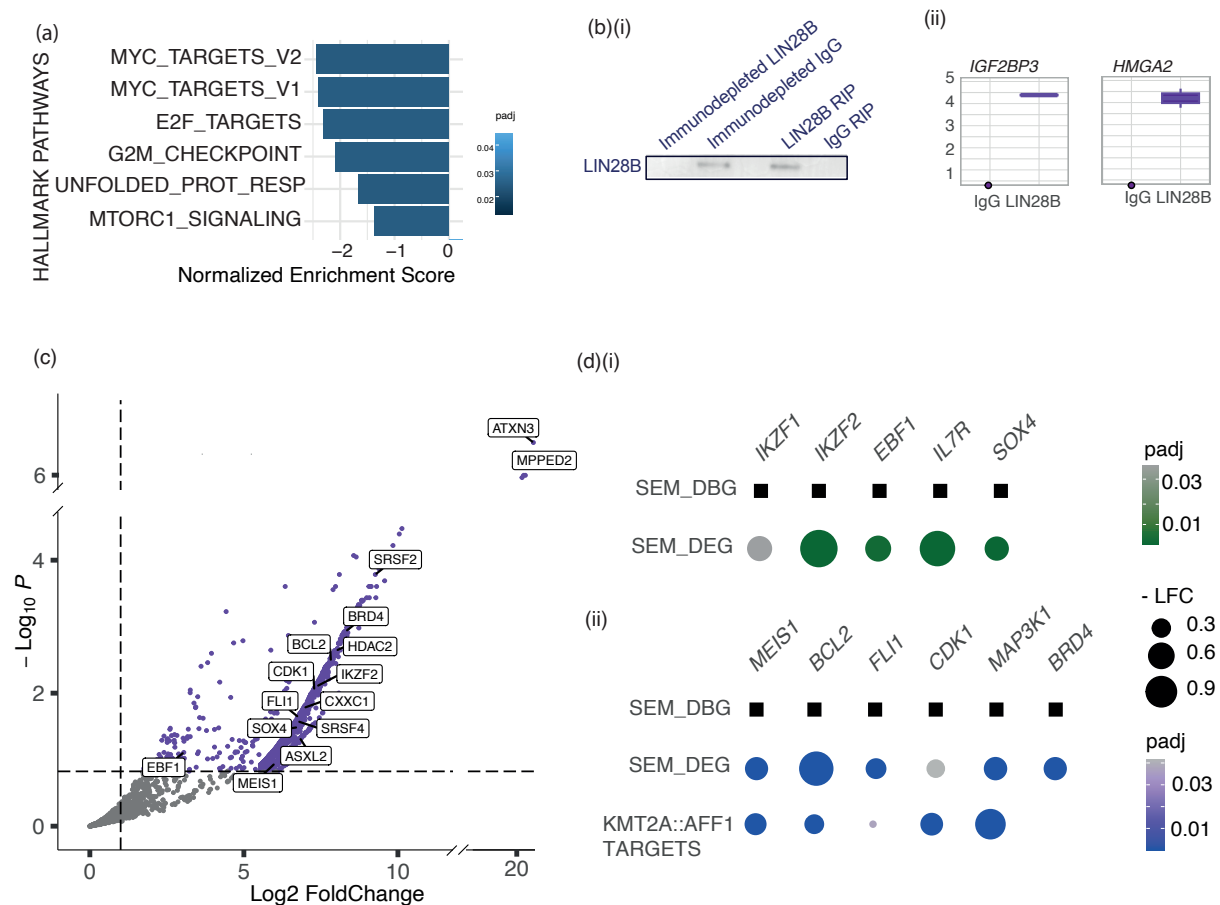 (a)
HALLMARK PATHWAYS
MYC_TARGETS_V2
MYC_TARGETS_V1
E2F_TARGETS
G2M_CHECKPOINT
UNFOLDED_PROT_RESP
MTORC1_SIGNALING
−2 −1 0
Normalized Enrichment Score
padj
0.04
0.03
0.02
(b)(i)
Immunodepleted LIN28B
Immunodepleted IgG
LIN28B RIP
IgG RIP
LIN28B
(ii)
IGF2BP3
5
4
3
2
1
IgG LIN28B
HMGA2
IgG LIN28B
(c)
− Log10 P
6
4
2
0
ATXN3
MPPED2
SRSF2
BRD4
BCL2
HDAC2
CDK1
IKZF2
FLI1
CXXC1
SOX4
SRSF4
ASXL2
EBF1
MEIS1
0 10 20
Log2 FoldChange
(d)(i)
IKZF1 IKZF2 EBF1 IL7R SOX4
SEM_DBG
SEM_DEG
padj
0.03
0.01
- LFC
0.3
0.6
0.9
(ii)
MEIS1 BCL2 FLI1 CDK1 MAP3K1 BRD4
SEM_DBG
SEM_DEG
KMT2A::AFF1
TARGETS
padj
0.03
0.01